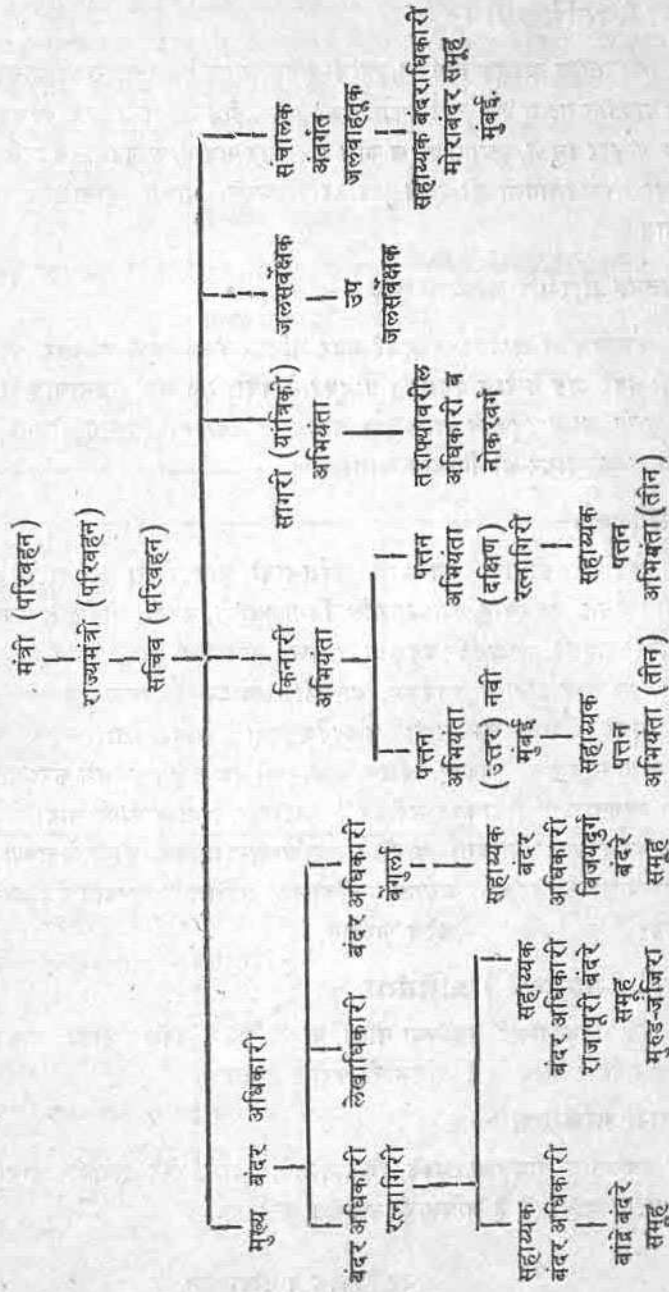 मंत्री (परिवहन)
राज्यमंत्री (परिवहन)
सचिव (परिवहन)
मुख्य बंदर अधिकारी
बंदर अधिकारी
रत्नागिरी
सहाय्यक
बंदर अधिकारी
बांद्रे बंदरे
समूह
सहाय्यक
बंदर अधिकारी
राजापुरी बंदरे
समूह
मुरुड-जंजिरा
लेखाधिकारी
बंदर अधिकारी
वेंगुर्ला
सहाय्यक
बंदर
अधिकारी
विजयदुर्ग
बंदरे
समूह
किनारी
अभियंता
पत्तन
अभियंता
(उत्तर) नवी
मुंबई
सहाय्यक
पत्तन
अभियंता (तीन)
पत्तन
अभियंता
(दक्षिण)
रत्नागिरी
सहाय्यक
पत्तन
अभियंता (तीन)
सागरी (यांत्रिकी)
अभियंता
तराफ्यावरील
अधिकारी व
नोकरवर्ग
जलसर्वेक्षक
उप
जलसर्वेक्षक
संचालक
अंतर्गत
जलवाहतूक
सहाय्यक बंदराधिकारी
मोराबंदर समूह
मुंबई.